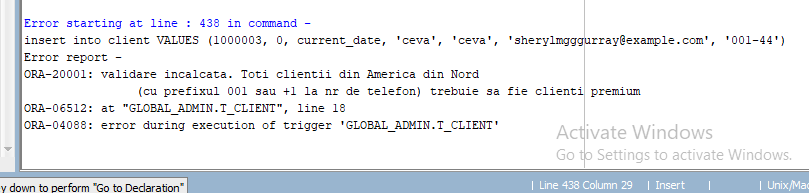 Error starting at line : 438 in command -
insert into client VALUES (1000003, 0, current_date, 'ceva', 'ceva', 'sherylmgggurray@example.com', '001-44')
Error report -
ORA-20001: validare incalcata. Toti clientii din America din Nord
(cu prefixul 001 sau +1 la nr de telefon) trebuie sa fie clienti premium
ORA-06512: at "GLOBAL_ADMIN.T_CLIENT", line 18
ORA-04088: error during execution of trigger 'GLOBAL_ADMIN.T_CLIENT'
Activate Windows
Go to Settings to activate Windows.
y down to perform "Go to Declaration"
| Line 438 Column 29 | Insert | | Unix/Mac